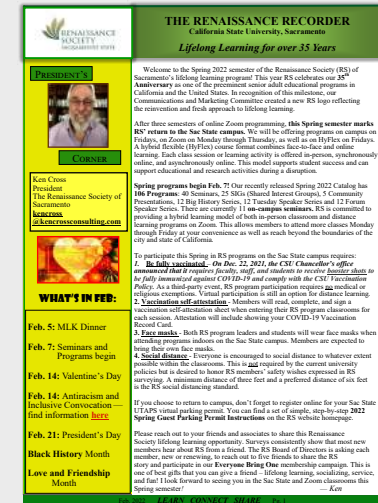 RENAISSANCE
SOCIETY
SACRAMENTO STATE
THE RENAISSANCE RECORDER
California State University, Sacramento
Lifelong Learning for over 35 Years
PRESIDENT'S
CORNER
Ken Cross
President
The Renaissance Society of
Sacramento
kencross
@kencrossconsulting.com
WHAT'S IN FEB:
Feb. 5: MLK Dinner
Feb. 7: Seminars and
Programs begin
Feb. 14: Valentine's Day
Feb. 14: Antiracism and
Inclusive Convocation —
find information here
Feb. 21: President's Day
Black History Month
Love and Friendship
Month
Welcome to the Spring 2022 semester of the Renaissance Society (RS) of
Sacramento's lifelong learning program! This year RS celebrates our 35th
Anniversary as one of the preeminent senior adult educational programs in
California and the United States. In recognition of this milestone, our
Communications and Marketing Committee created a new RS logo reflecting
the reinvention and fresh approach to lifelong learning.
After three semesters of online Zoom programming, this Spring semester marks
RS' return to the Sac State campus. We will be offering programs on campus on
Fridays, on Zoom on Monday through Thursday, as well as on HyFlex on Fridays.
A hybrid flexible (HyFlex) course format combines face-to-face and online
learning. Each class session or learning activity is offered in-person, synchronously
online, and asynchronously online. This model supports student success and can
support educational and research activities during a disruption.
Spring programs begin Feb. 7! Our recently released Spring 2022 Catalog has
106 Programs: 40 Seminars, 25 SIGs (Shared Interest Groups), 5 Community
Presentations, 12 Big History Series, 12 Tuesday Speaker Series and 12 Forum
Speaker Series. There are currently 11 on-campus seminars. RS is committed to
providing a hybrid learning model of both in-person classroom and distance
learning programs on Zoom. This allows members to attend more classes Monday
through Friday at your convenience as well as reach beyond the boundaries of the
city and state of California.
To participate in this Spring RS programs on the Sac State campus requires:
1. Be fully vaccinated - On Dec. 22, 2021, the CSU Chancellor's office
announced that it requires faculty, staff, and students to receive booster shots to
be fully immunized against COVID-19 and comply with the CSU Vaccination
Policy. As a third-party event, RS program participation requires no medical or
religious exemptions. Virtual participation is still an option for distance learning.
2. Vaccination self-attestation - Members will read, complete, and sign a
vaccination self-attestation sheet when entering their RS program classrooms for
each session. Attestation will include showing your COVID-19 Vaccination
Record Card.
3. Face masks - Both RS program leaders and students will wear face masks when
attending programs indoors on the Sac State campus. Members are expected to
bring their own face masks.
4. Social distance - Everyone is encouraged to social distance to whatever extent
possible within the classrooms. This is not required by the current university
policies but is desired to honor RS members' safety wishes expressed in RS
surveying. A minimum distance of three feet and a preferred distance of six feet
is the RS social distancing standard.
If you choose to return to campus, don't forget to register online for your Sac State
UTAPS virtual parking permit. You can find a set of simple, step-by-step 2022
Spring Guest Parking Permit Instructions on the RS website homepage.
Please reach out to your friends and associates to share this Renaissance
Society lifelong learning opportunity. Surveys consistently show that most new
members hear about RS from a friend. The RS Board of Directors is asking each
member, new or renewing, to reach out to five friends to share the RS
story and participate in our Everyone Bring One membership campaign. This is
one of best gifts that you can give a friend – lifelong learning, socializing, service,
and fun! I look forward to seeing you in Sac State and Zoom classrooms this
Spring semester! — Ken
Feb 2022 LEARN CONNECT SHARE Pg. 1